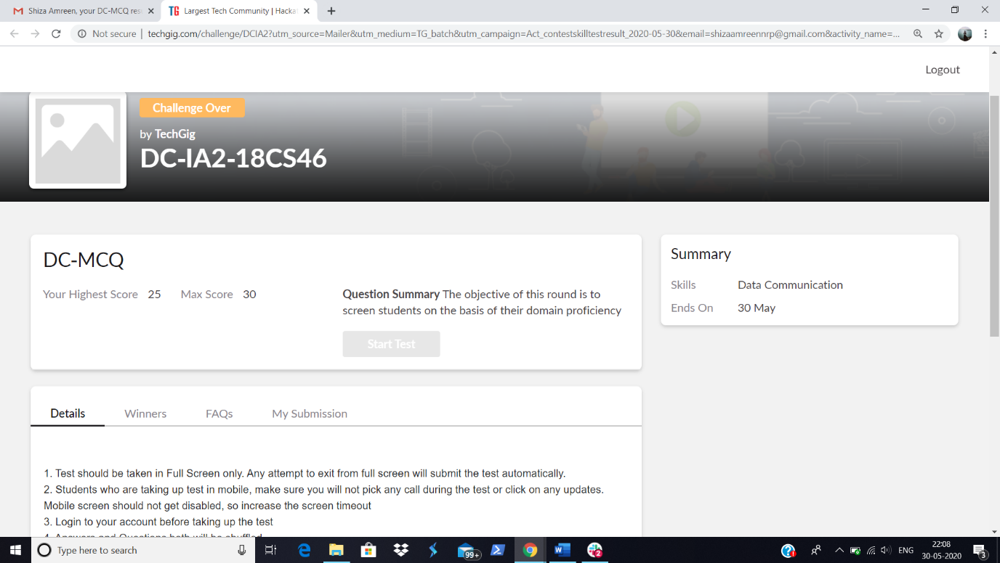 Shiza Amreen, your DC-MCQ res
TG Largest Tech Community | Hacka
Not secure | techgig.com/challenge/DCIA2?utm_source=Mailer&utm_medium=TG_batch&utm_campaign=Act_contestskilltestresult_2020-05-30&email=shizaamreennrp@gmail.com&activity_name=...
Logout
Challenge Over
by TechGig
DC-IA2-18CS46
DC-MCQ
Your Highest Score 25 Max Score 30
Question Summary The objective of this round is to
screen students on the basis of their domain proficiency
Start Test
Summary
Skills Data Communication
Ends On 30 May
Details Winners FAQs My Submission
1. Test should be taken in Full Screen only. Any attempt to exit from full screen will submit the test automatically.
2. Students who are taking up test in mobile, make sure you will not pick any call during the test or click on any updates.
Mobile screen should not get disabled, so increase the screen timeout
3. Login to your account before taking up the test
4. Answers and Questions both will be shuffled
Type here to search
99+
2
1
ENG
22:08
30-05-2020
3